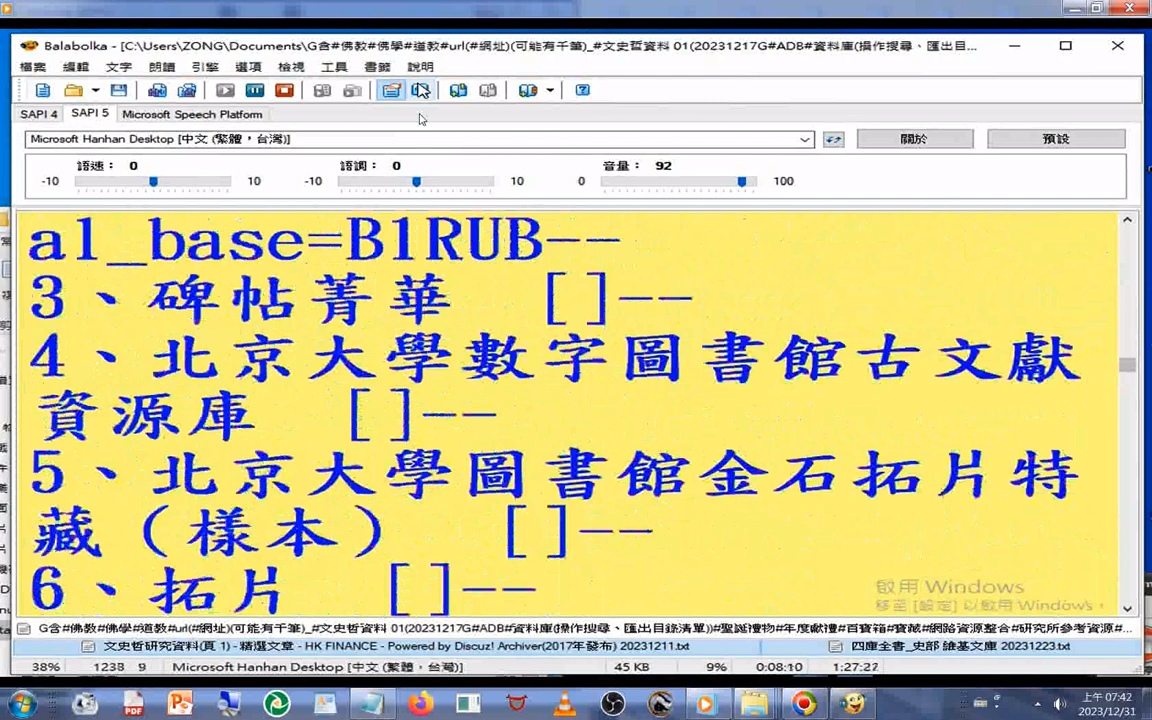 Balabolka - [C:\Users\ZONG\Documents\G含#佛教#佛學#道教#url(#網址)(可能有千筆)_#文史哲資料 01(20231217G#ADB#資料庫(操作搜尋、匯出目...
檔案 編輯 文字 朗讀 引擎 選項 檢視 工具 書籤 說明
SAPI 4 SAPI 5 Microsoft Speech Platform
Microsoft Hanhan Desktop [中文 (繁體，台灣)] 關於 預設
語速： 0 語調： 0 音量： 92
-10 10 -10 10 0 100
al_base=B1RUB--
3、碑帖菁華 []--
4、北京大學數字圖書館古文獻
資源庫 []--
5、北京大學圖書館金石拓片特
藏（樣本） []--
6、拓片 []--
啟用 Windows
移至 [設定] 以啟用 Windows。
G含#佛教#佛學#道教#url(#網址)(可能有千筆)_#文史哲資料 01(20231217G#ADB#資料庫(操作搜尋、匯出目錄清單))#聖誕禮物#年度獻禮#百寶箱#寶藏#網路資源整合#研究所參考資源#...
文史哲研究資料(頁 1) - 精選文章 - HK FINANCE - Powered by Discuz! Archiver(2017年發布) 20231211.txt 四庫全書_史部 維基文庫 20231223.txt
38% 1238 9 Microsoft Hanhan Desktop [中文 (繁體，台灣)] 45 KB 9% 0:08:10 1:27:27
上午 07:42
2023/12/31